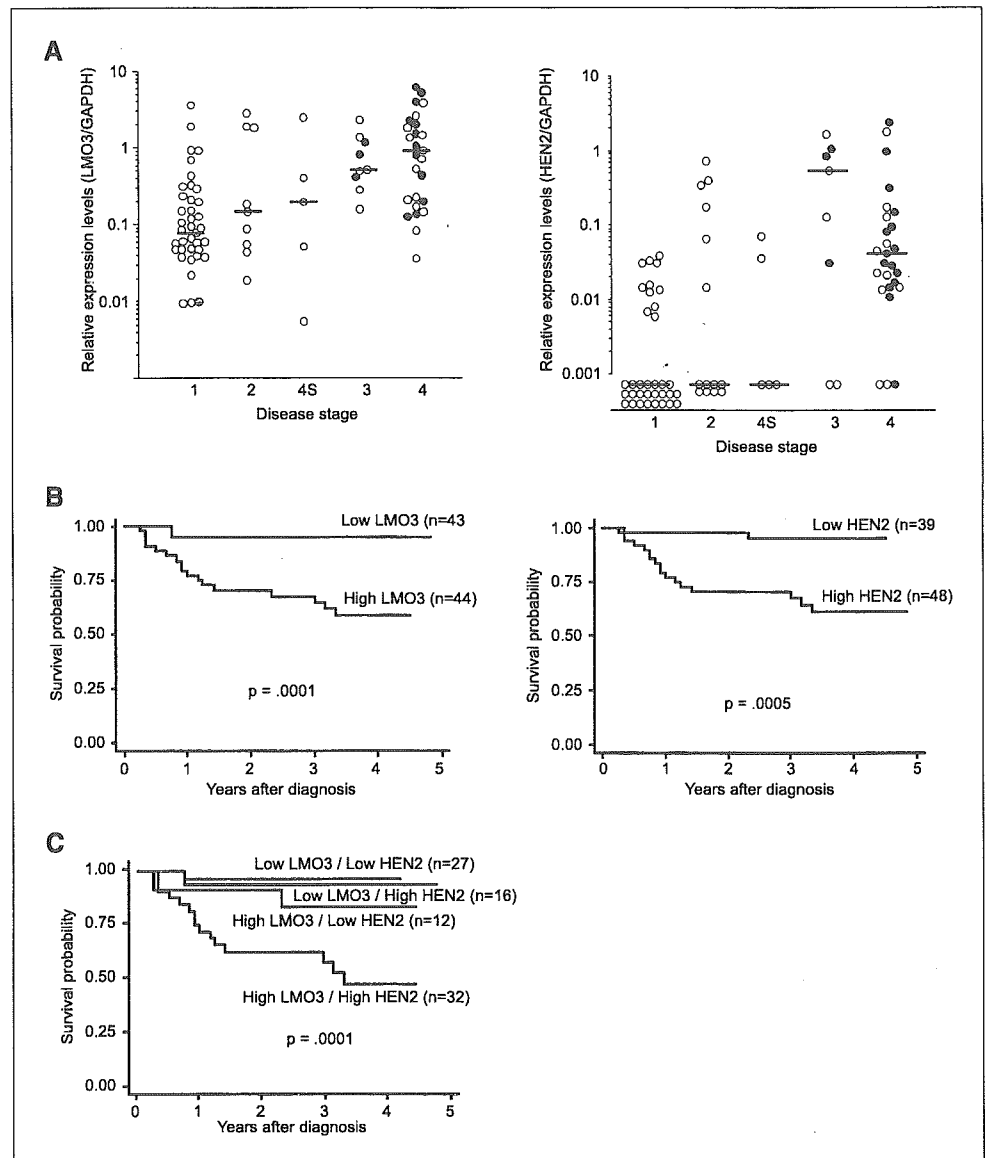 A
Relative expression levels (LMO3/GAPDH)
10
1
0.1
0.01
1 2 4S 3 4
Disease stage
Relative expression levels (HEN2/GAPDH)
10
1
0.1
0.01
0.001
1 2 4S 3 4
Disease stage
B
Survival probability
1.00
0.75
0.50
0.25
0.00
Low LMO3 (n=43
High LMO3 (n=44)
p = .0001
0 1 2 3 4 5
Years after diagnosis
Survival probability
1.00
0.75
0.50
0.25
0.00
Low HEN2 (n=39
High HEN2 (n=48)
p = .0005
0 1 2 3 4 5
Years after diagnosis
C
Survival probability
1.00
0.75
0.50
0.25
0.00
Low LMO3 / Low HEN2 (n=27)
Low LMO3 / High HEN2 (n=16)
High LMO3 / Low HEN2 (n=12)
High LMO3 / High HEN2 (n=32)
p = .0001
0 1 2 3 4 5
Years after diagnosis